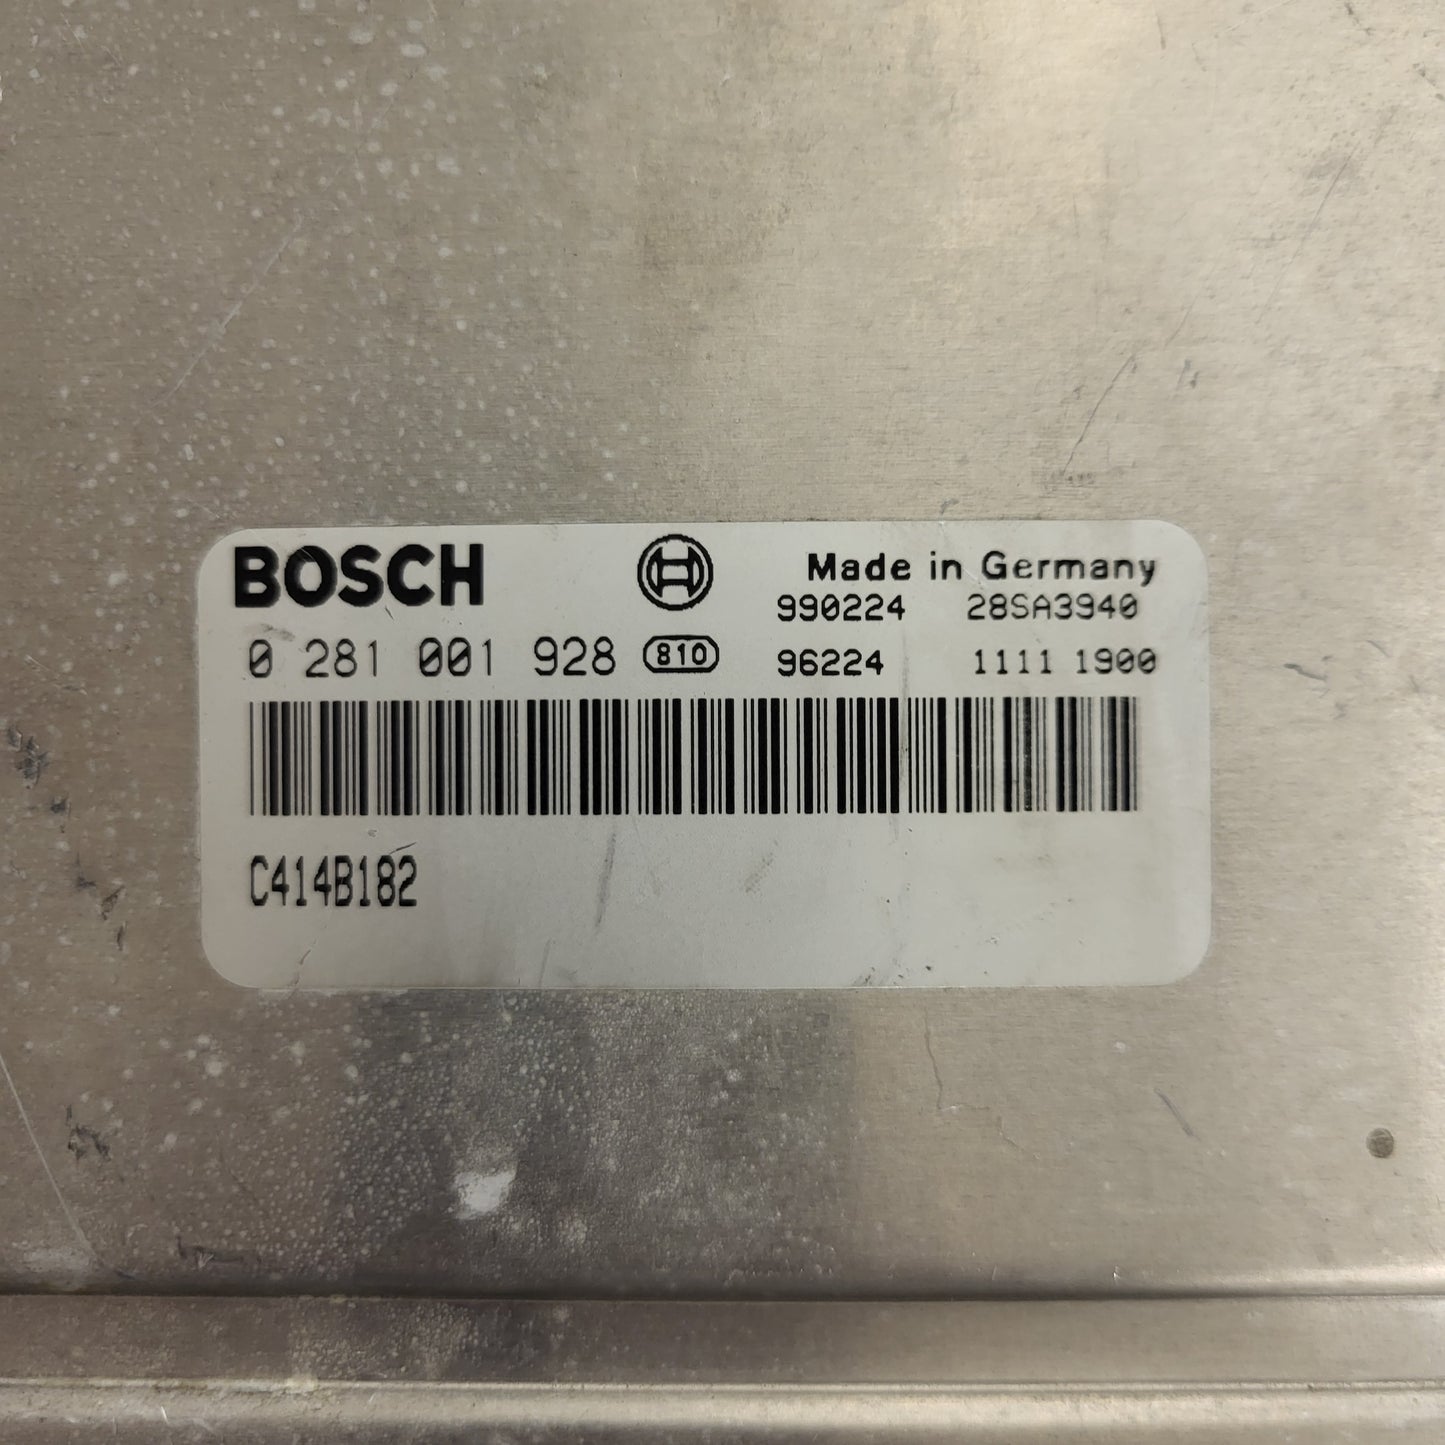 BOSCH Made in Germany
990224 28SA3940
0 281 001 928 810 96224 1111 1900
C414B182